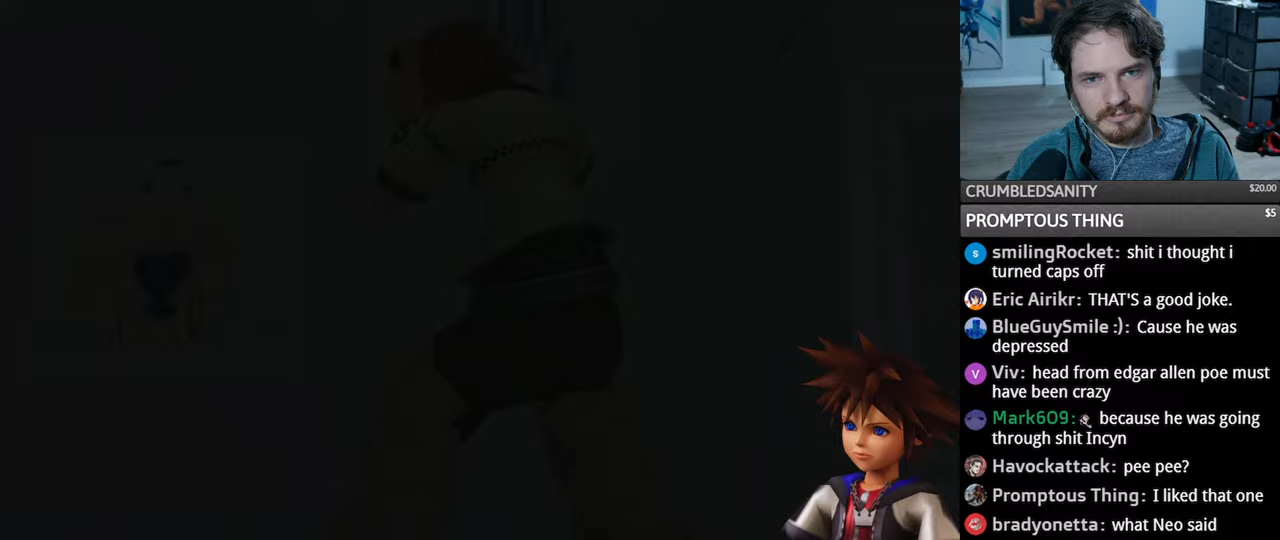 CRUMBLEDSANITY $20.00
PROMPTOUS THING $5
smilingRocket: shit i thought i
turned caps off
Eric Airikr: THAT'S a good joke.
BlueGuySmile :): Cause he was
depressed
Viv: head from edgar allen poe must
have been crazy
Mark609: because he was going
through shit Incyn
Havockattack: pee pee?
Promptous Thing: I liked that one
bradyonetta: what Neo said